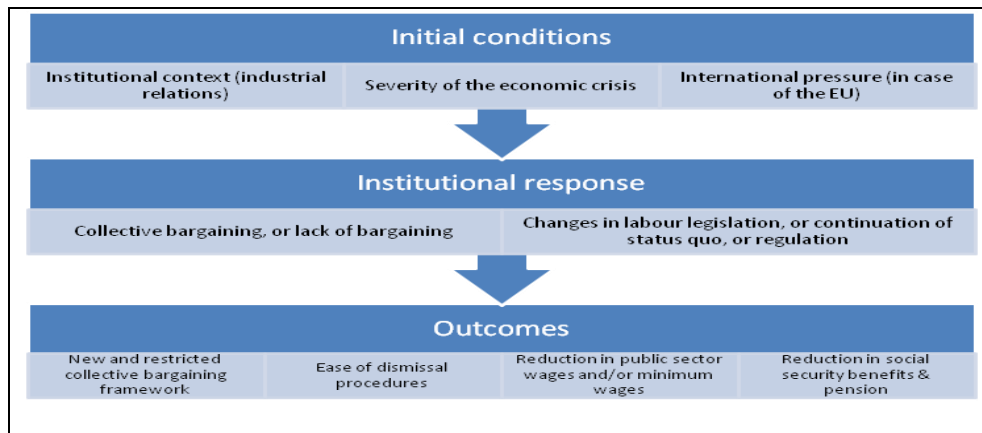 Initial conditions
Institutional context (industrial
relations)
Severity of the economic crisis
International pressure (in case
of the EU)
Institutional response
Collective bargaining, or lack of bargaining
Changes in labour legislation, or continuation of
status quo, or regulation
Outcomes
New and restricted
collective bargaining
framework
Ease of dismissal
procedures
Reduction in public sector
wages and/or minimum
wages
Reduction in social
security benefits &
pension